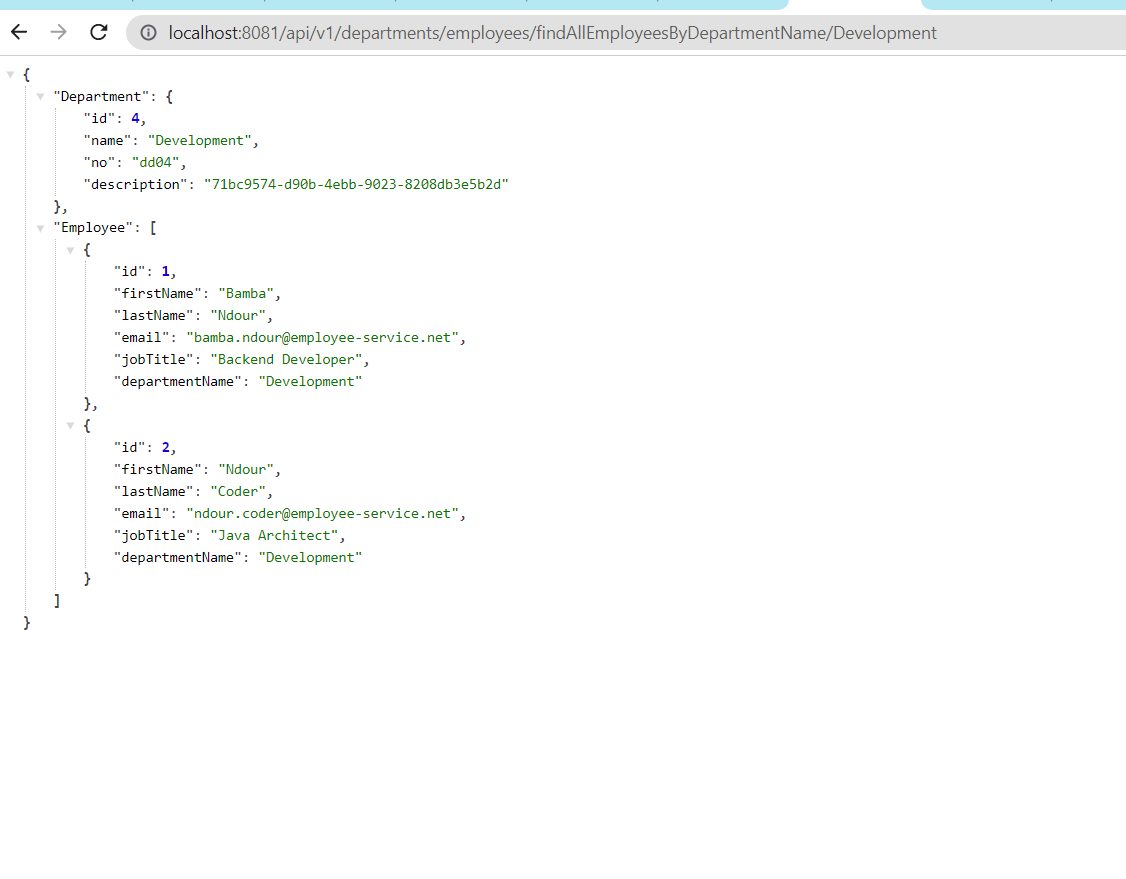 localhost:8081/api/v1/departments/employees/findAllEmployeesByDepartmentName/Development
{
"Department": {
"id": 4,
"name": "Development",
"no": "dd04",
"description": "71bc9574-d90b-4ebb-9023-8208db3e5b2d"
},
"Employee": [
{
"id": 1,
"firstName": "Bamba",
"lastName": "Ndour",
"email": "bamba.ndour@employee-service.net",
"jobTitle": "Backend Developer",
"departmentName": "Development"
},
{
"id": 2,
"firstName": "Ndour",
"lastName": "Coder",
"email": "ndour.coder@employee-service.net",
"jobTitle": "Java Architect",
"departmentName": "Development"
}
]
}